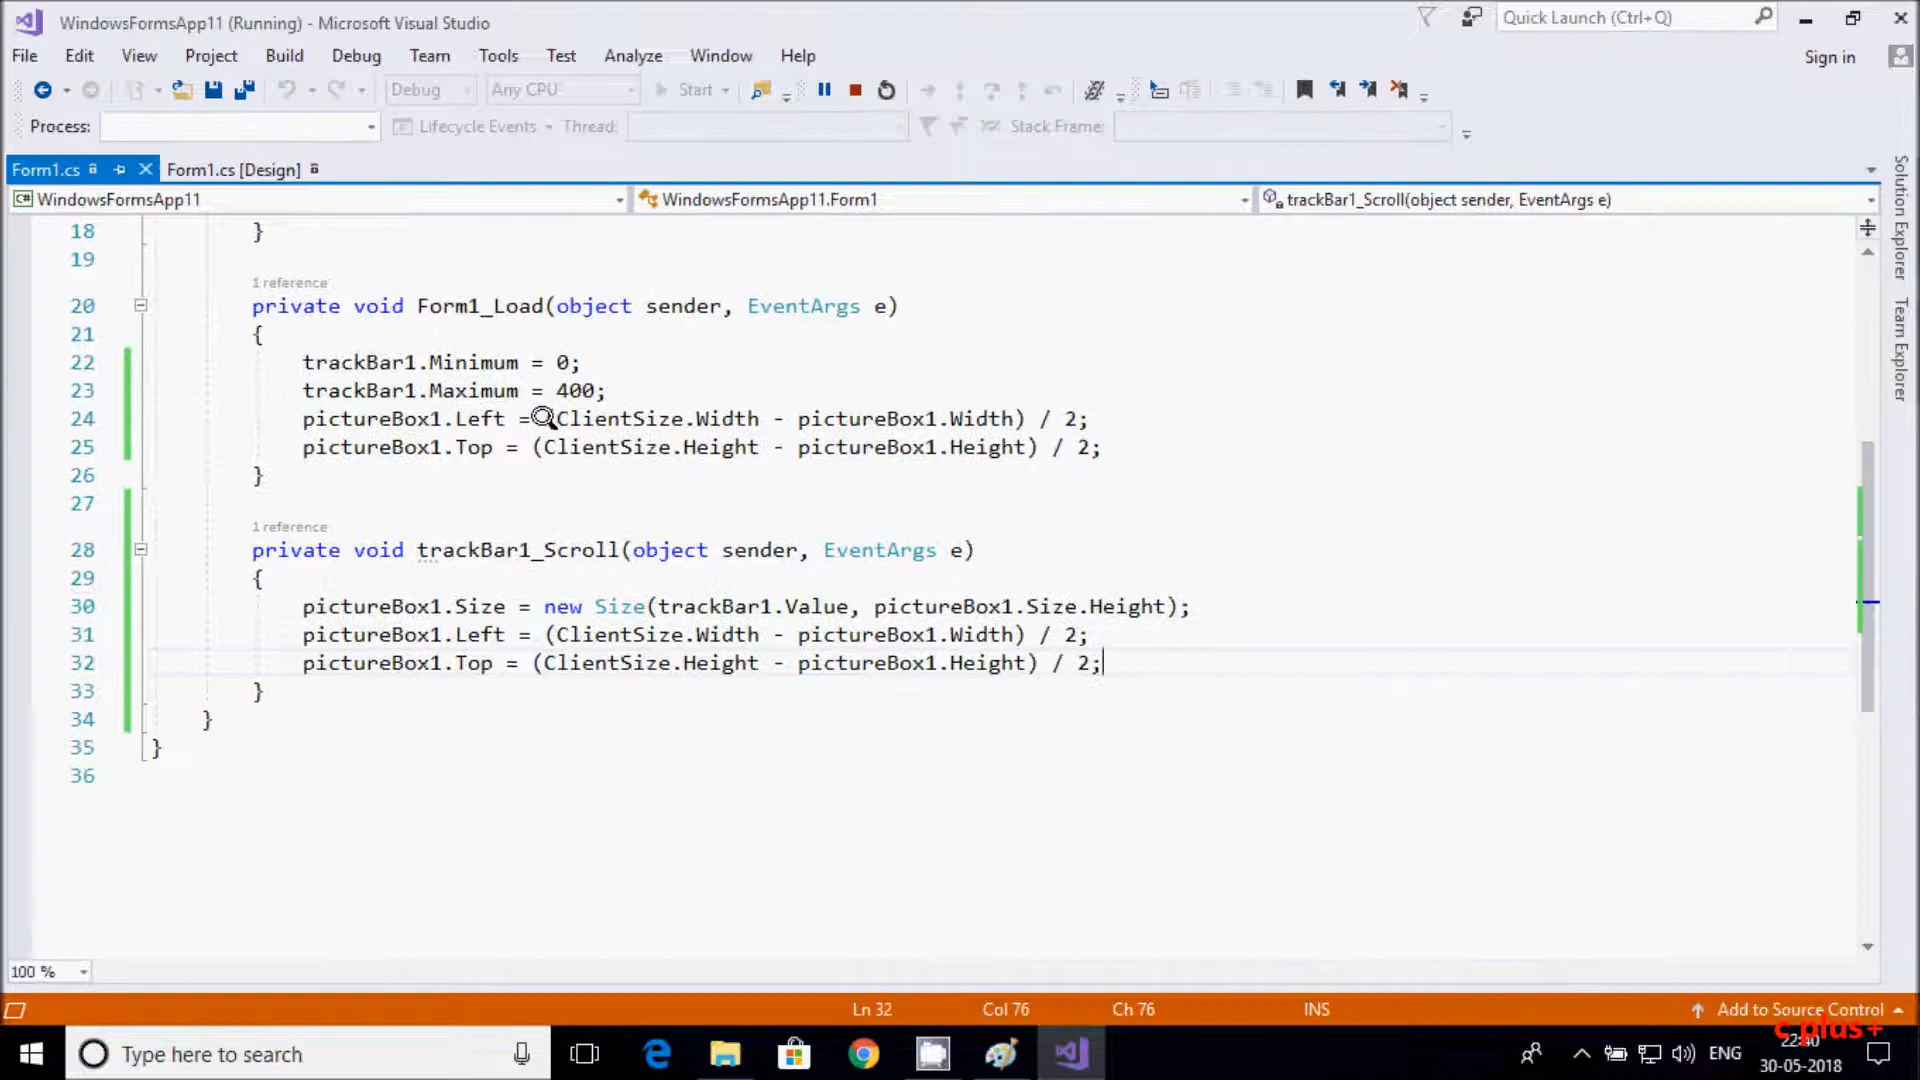 WindowsFormsApp11 (Running) - Microsoft Visual Studio
Quick Launch (Ctrl+Q)
File Edit View Project Build Debug Team Tools Test Analyze Window Help
Sign in
Debug Any CPU Start
Process: Lifecycle Events Thread: Stack Frame:
Form1.cs Form1.cs [Design]
WindowsFormsApp11 WindowsFormsApp11.Form1 trackBar1_Scroll(object sender, EventArgs e)
Solution Explorer
Team Explorer
18 }
19
1 reference
20 private void Form1_Load(object sender, EventArgs e)
21 {
22 trackBar1.Minimum = 0;
23 trackBar1.Maximum = 400;
24 pictureBox1.Left = ClientSize.Width - pictureBox1.Width) / 2;
25 pictureBox1.Top = (ClientSize.Height - pictureBox1.Height) / 2;
26 }
27
1 reference
28 private void trackBar1_Scroll(object sender, EventArgs e)
29 {
30 pictureBox1.Size = new Size(trackBar1.Value, pictureBox1.Size.Height);
31 pictureBox1.Left = (ClientSize.Width - pictureBox1.Width) / 2;
32 pictureBox1.Top = (ClientSize.Height - pictureBox1.Height) / 2;
33 }
34 }
35 }
36
100 %
Ln 32 Col 76 Ch 76 INS Add to Source Control
c plus+
Type here to search
ENG
22:40
30-05-2018